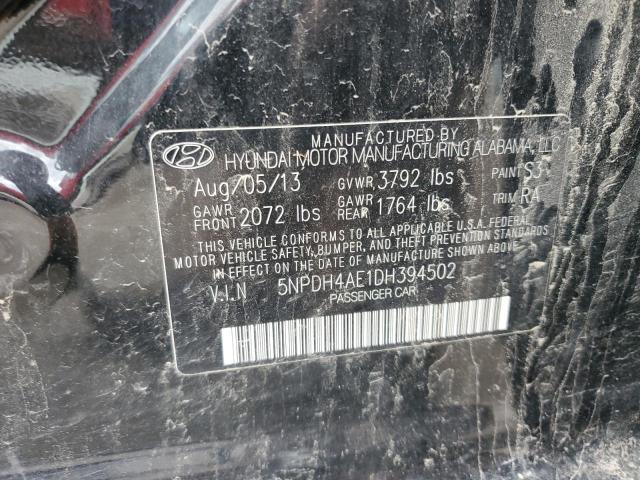 MANUFACTURED BY
HYUNDAI MOTOR MANUFACTURING ALABAMA, LLC
Aug/05/13 GVWR 3792 lbs PAINT S3
GAWR FRONT 2072 lbs GAWR REAR 1764 lbs TRIM RA
THIS VEHICLE CONFORMS TO ALL APPLICABLE U.S.A. FEDERAL
MOTOR VEHICLE SAFETY, BUMPER, AND THEFT PREVENTION STANDARDS
IN EFFECT ON THE DATE OF MANUFACTURE SHOWN ABOVE.
V.I.N 5NPDH4AE1DH394502
PASSENGER CAR